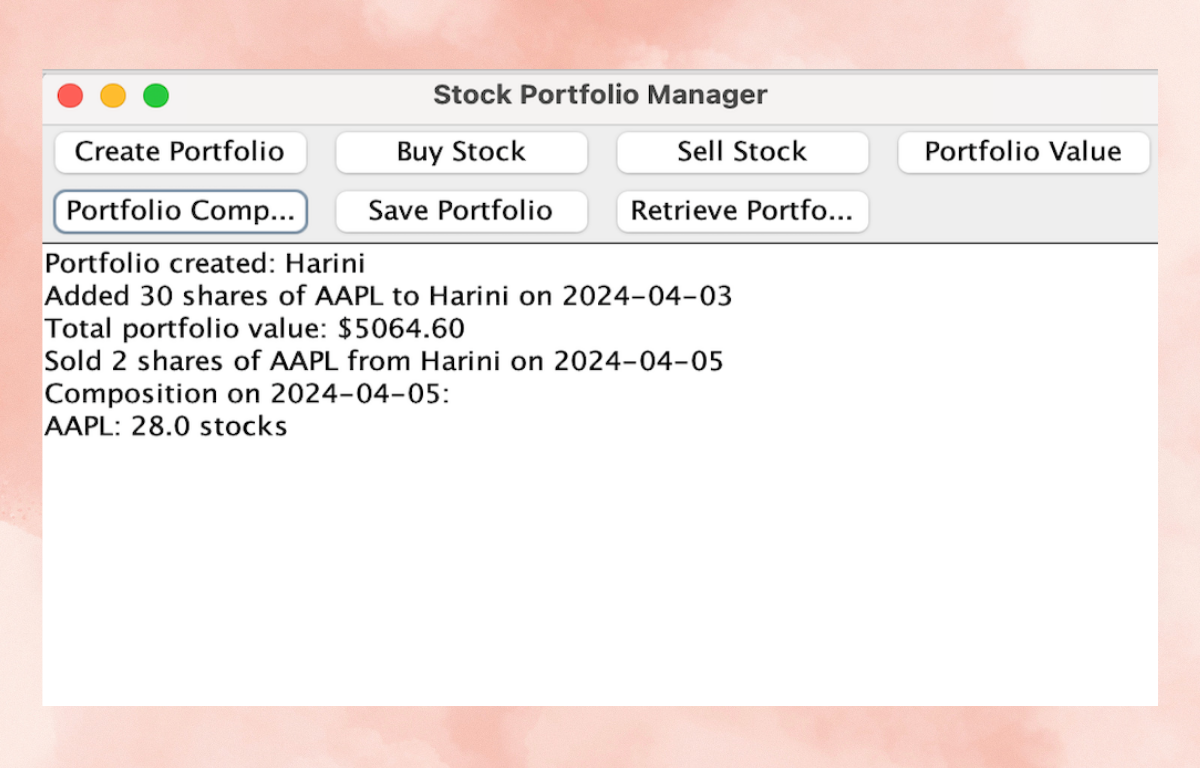 Stock Portfolio Manager
Create Portfolio Buy Stock Sell Stock Portfolio Value
Portfolio Comp... Save Portfolio Retrieve Portfo...
Portfolio created: Harini
Added 30 shares of AAPL to Harini on 2024-04-03
Total portfolio value: $5064.60
Sold 2 shares of AAPL from Harini on 2024-04-05
Composition on 2024-04-05:
AAPL: 28.0 stocks